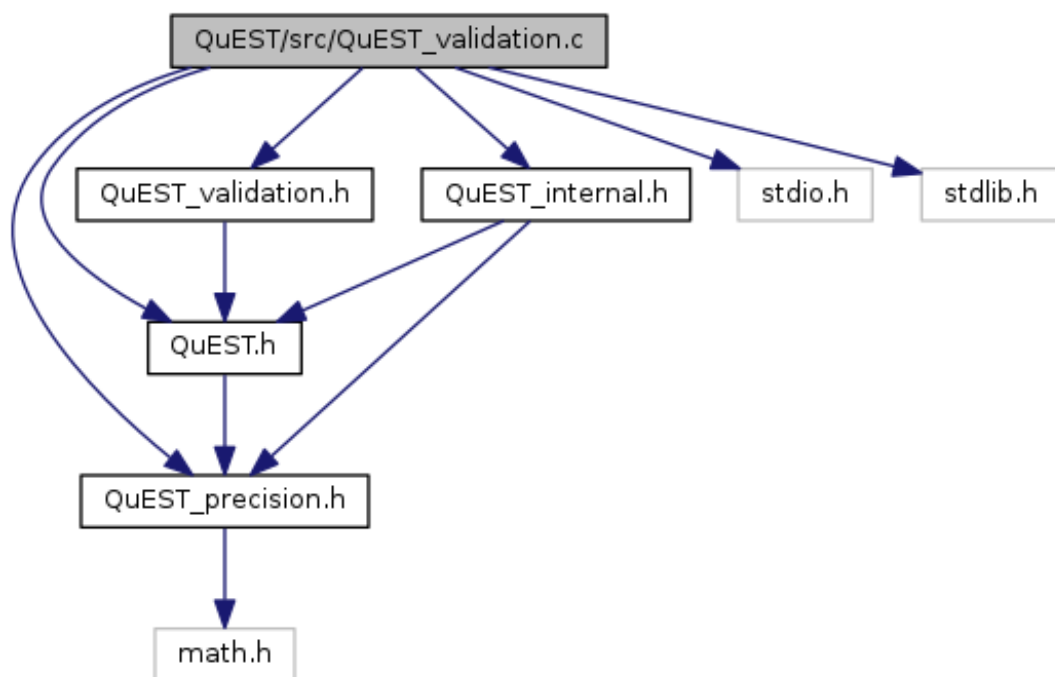 QuEST/src/QuEST_validation.c
QuEST_validation.h
QuEST_internal.h
stdio.h
stdlib.h
QuEST.h
QuEST_precision.h
math.h